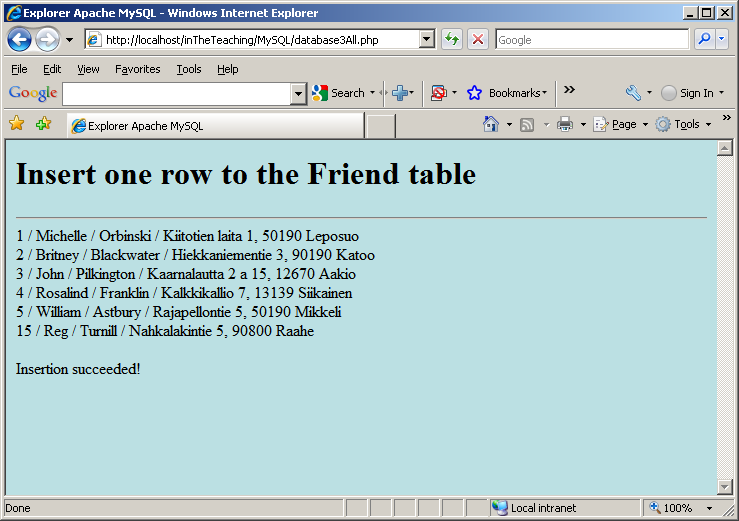 Explorer Apache MySQL - Windows Internet Explorer
http://localhost/inTheTeaching/MySQL/database3All.php
Google
File Edit View Favorites Tools Help
Google Search Bookmarks Sign In
Explorer Apache MySQL
Page Tools
Insert one row to the Friend table
1 / Michelle / Orbinski / Kiitotien laita 1, 50190 Leposuo
2 / Britney / Blackwater / Hiekkaniementie 3, 90190 Katoo
3 / John / Pilkington / Kaarnalautta 2 a 15, 12670 Aakio
4 / Rosalind / Franklin / Kalkkikallio 7, 13139 Siikainen
5 / William / Astbury / Rajapellontie 5, 50190 Mikkeli
15 / Reg / Turnill / Nahkalakintie 5, 90800 Raahe
Insertion succeeded!
Done Local intranet 100%